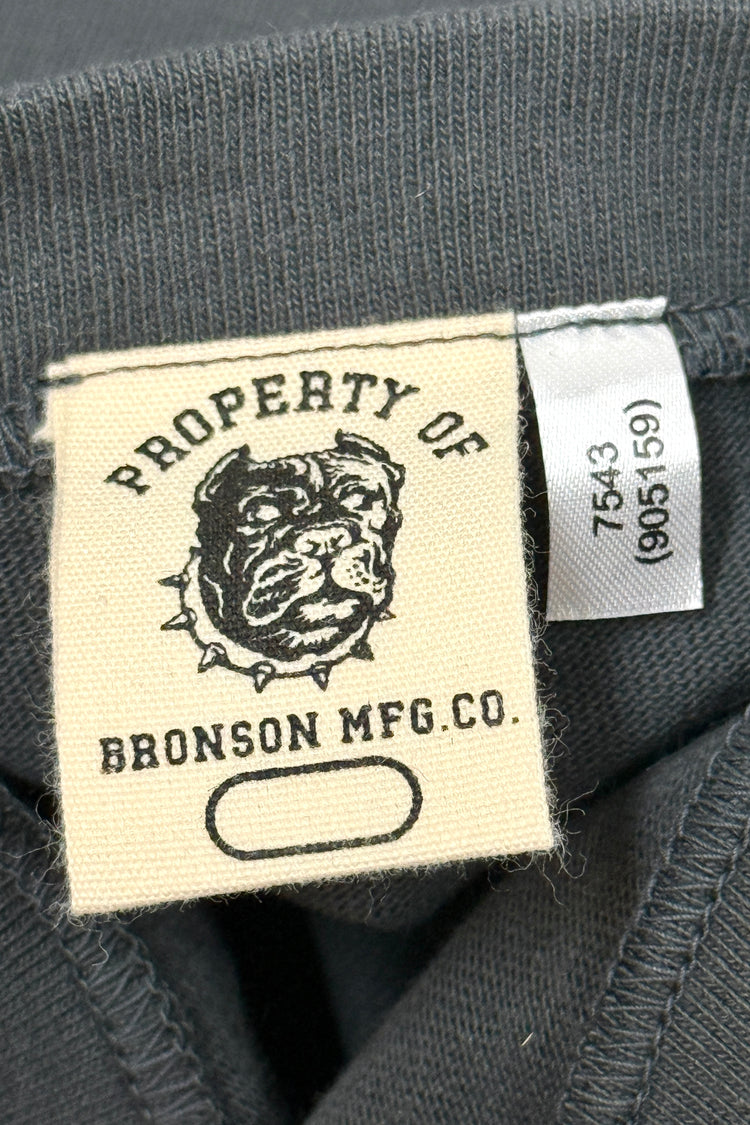 PROPERTY OF
BRONSON MFG.CO.
7543
(905159)